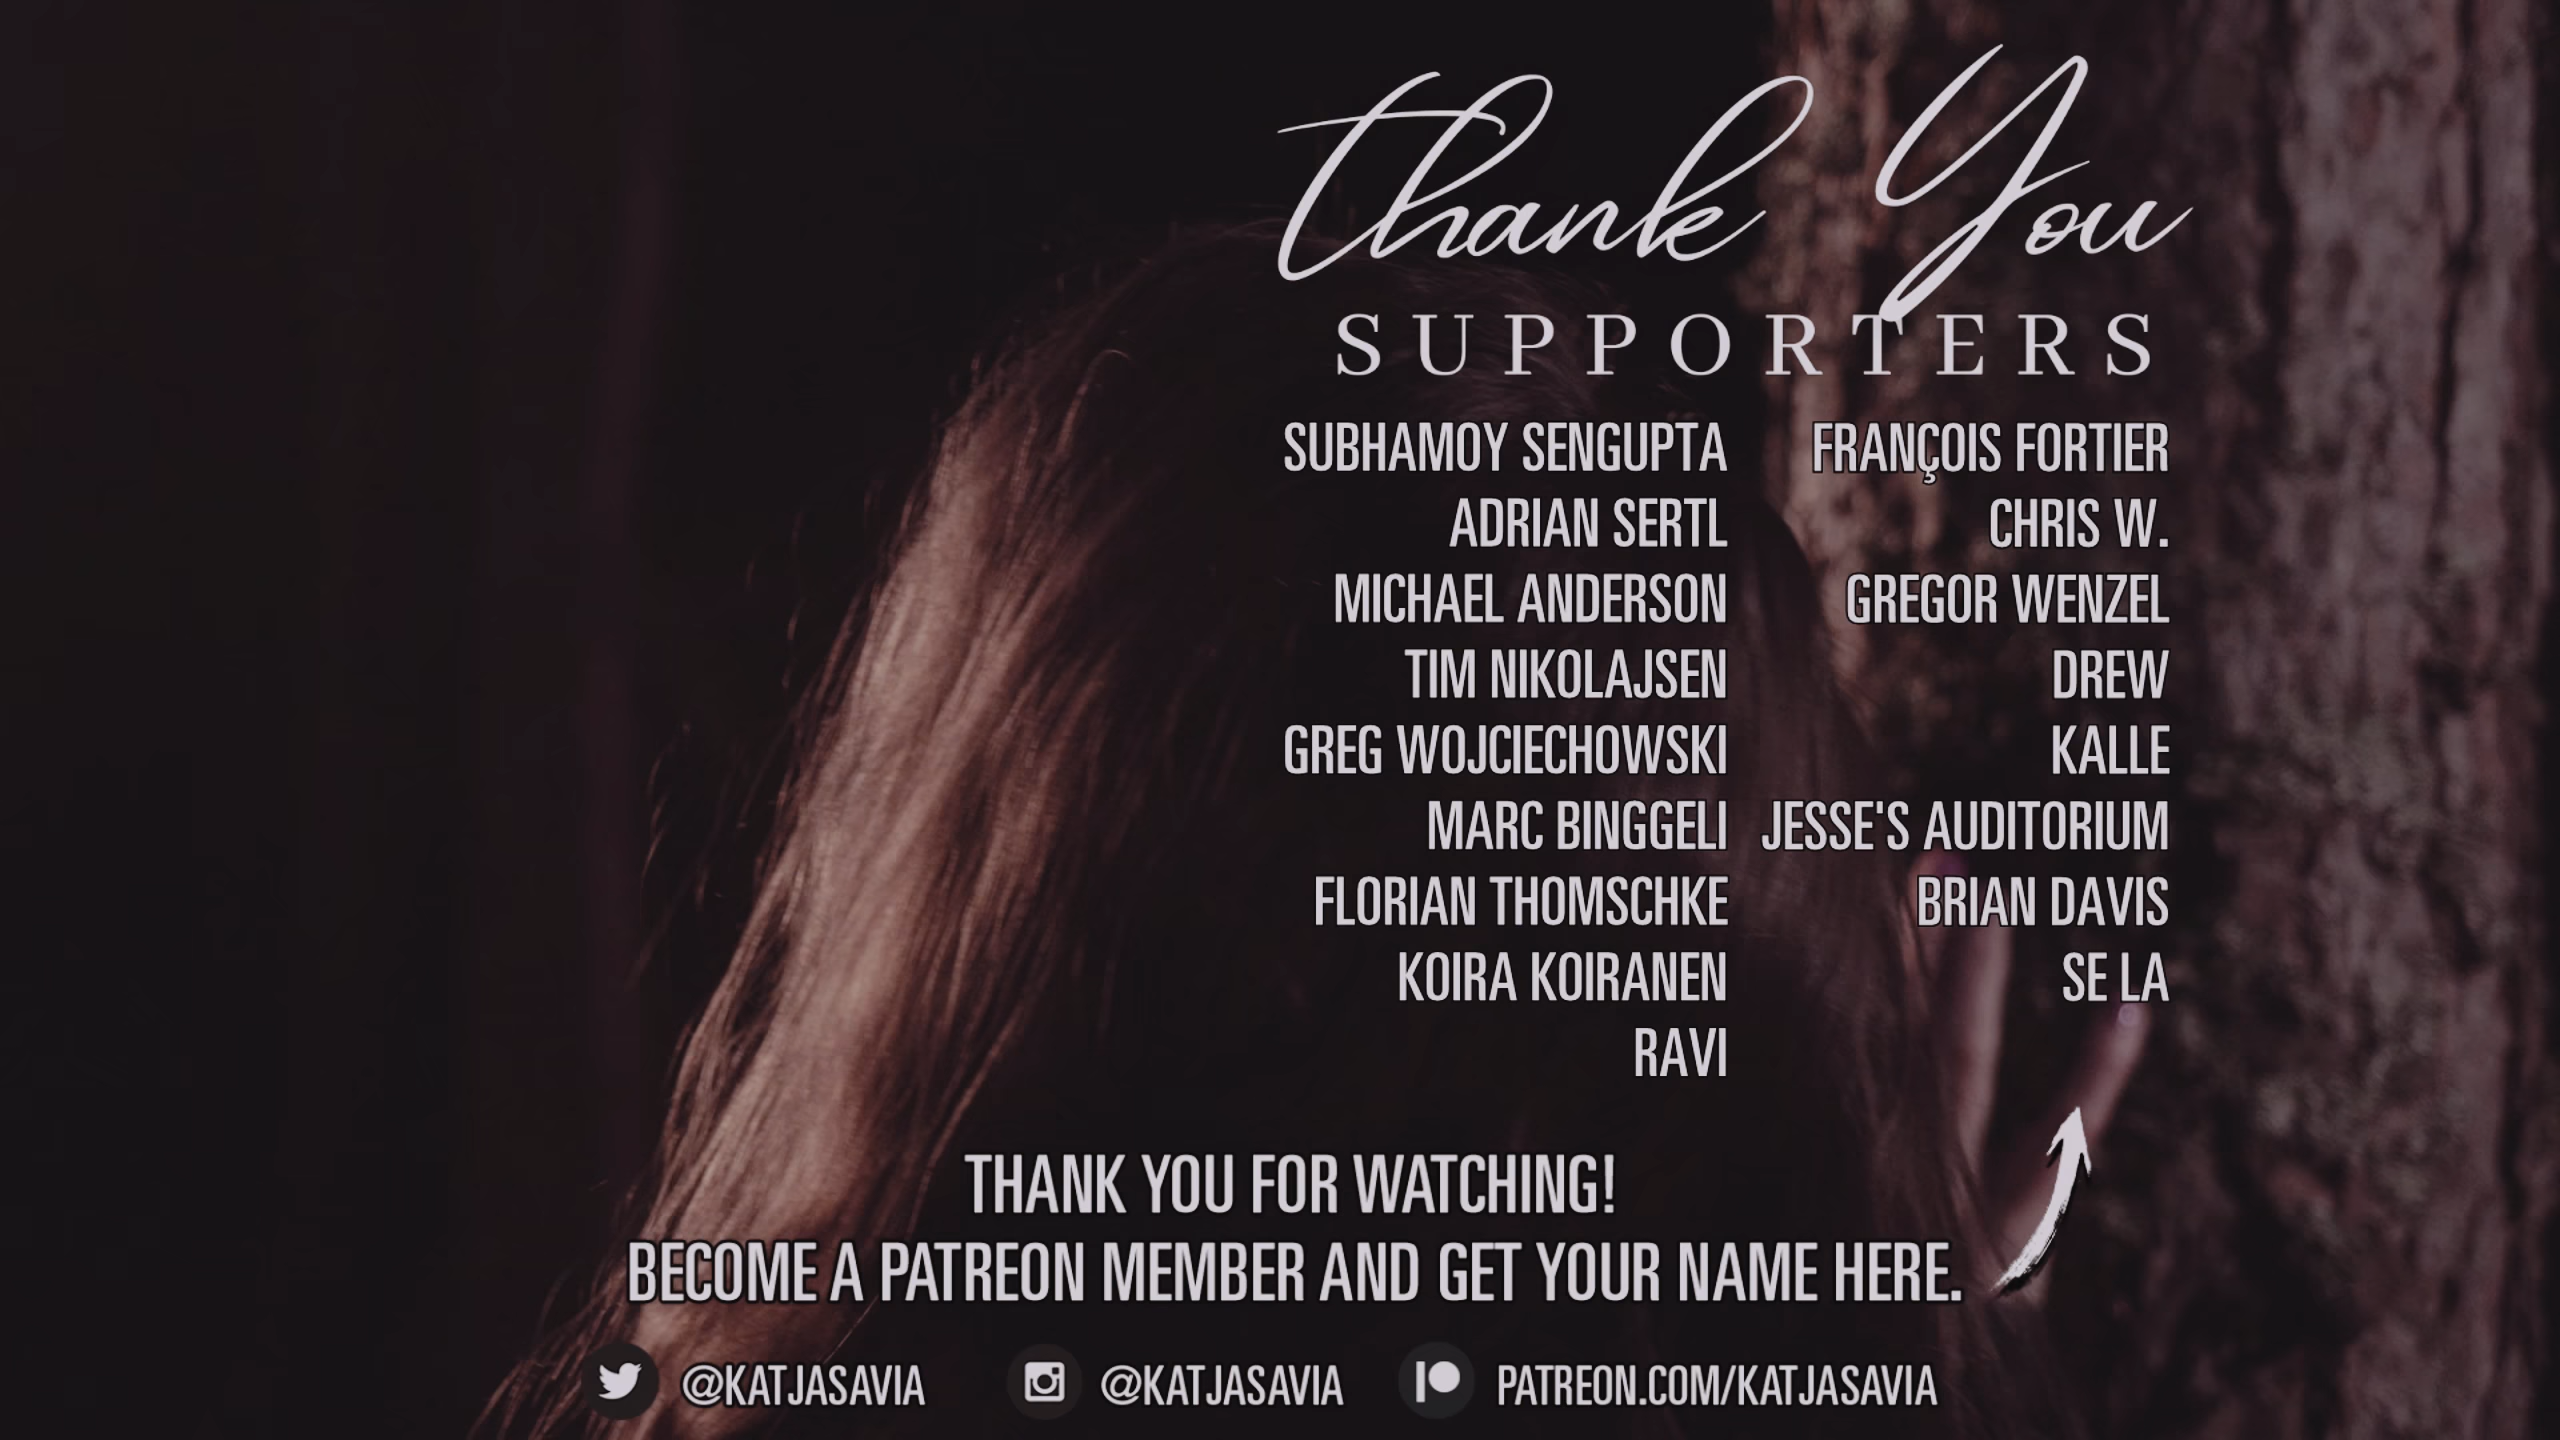 Thank You
SUPPORTERS
SUBHAMOY SENGUPTA
ADRIAN SERTL
MICHAEL ANDERSON
TIM NIKOLAJSEN
GREG WOJCIECHOWSKI
MARC BINGGELI
FLORIAN THOMSCHKE
KOIRA KOIRANEN
RAVI
FRANÇOIS FORTIER
CHRIS W.
GREGOR WENZEL
DREW
KALLE
JESSE'S AUDITORIUM
BRIAN DAVIS
SE LA
THANK YOU FOR WATCHING!
BECOME A PATREON MEMBER AND GET YOUR NAME HERE.
@KATJASAVIA
@KATJASAVIA
PATREON.COM/KATJASAVIA